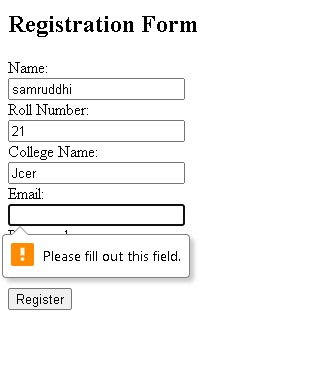 Registration Form
Name:
samruddhi
Roll Number:
21
College Name:
Jcer
Email:
Please fill out this field.
Register